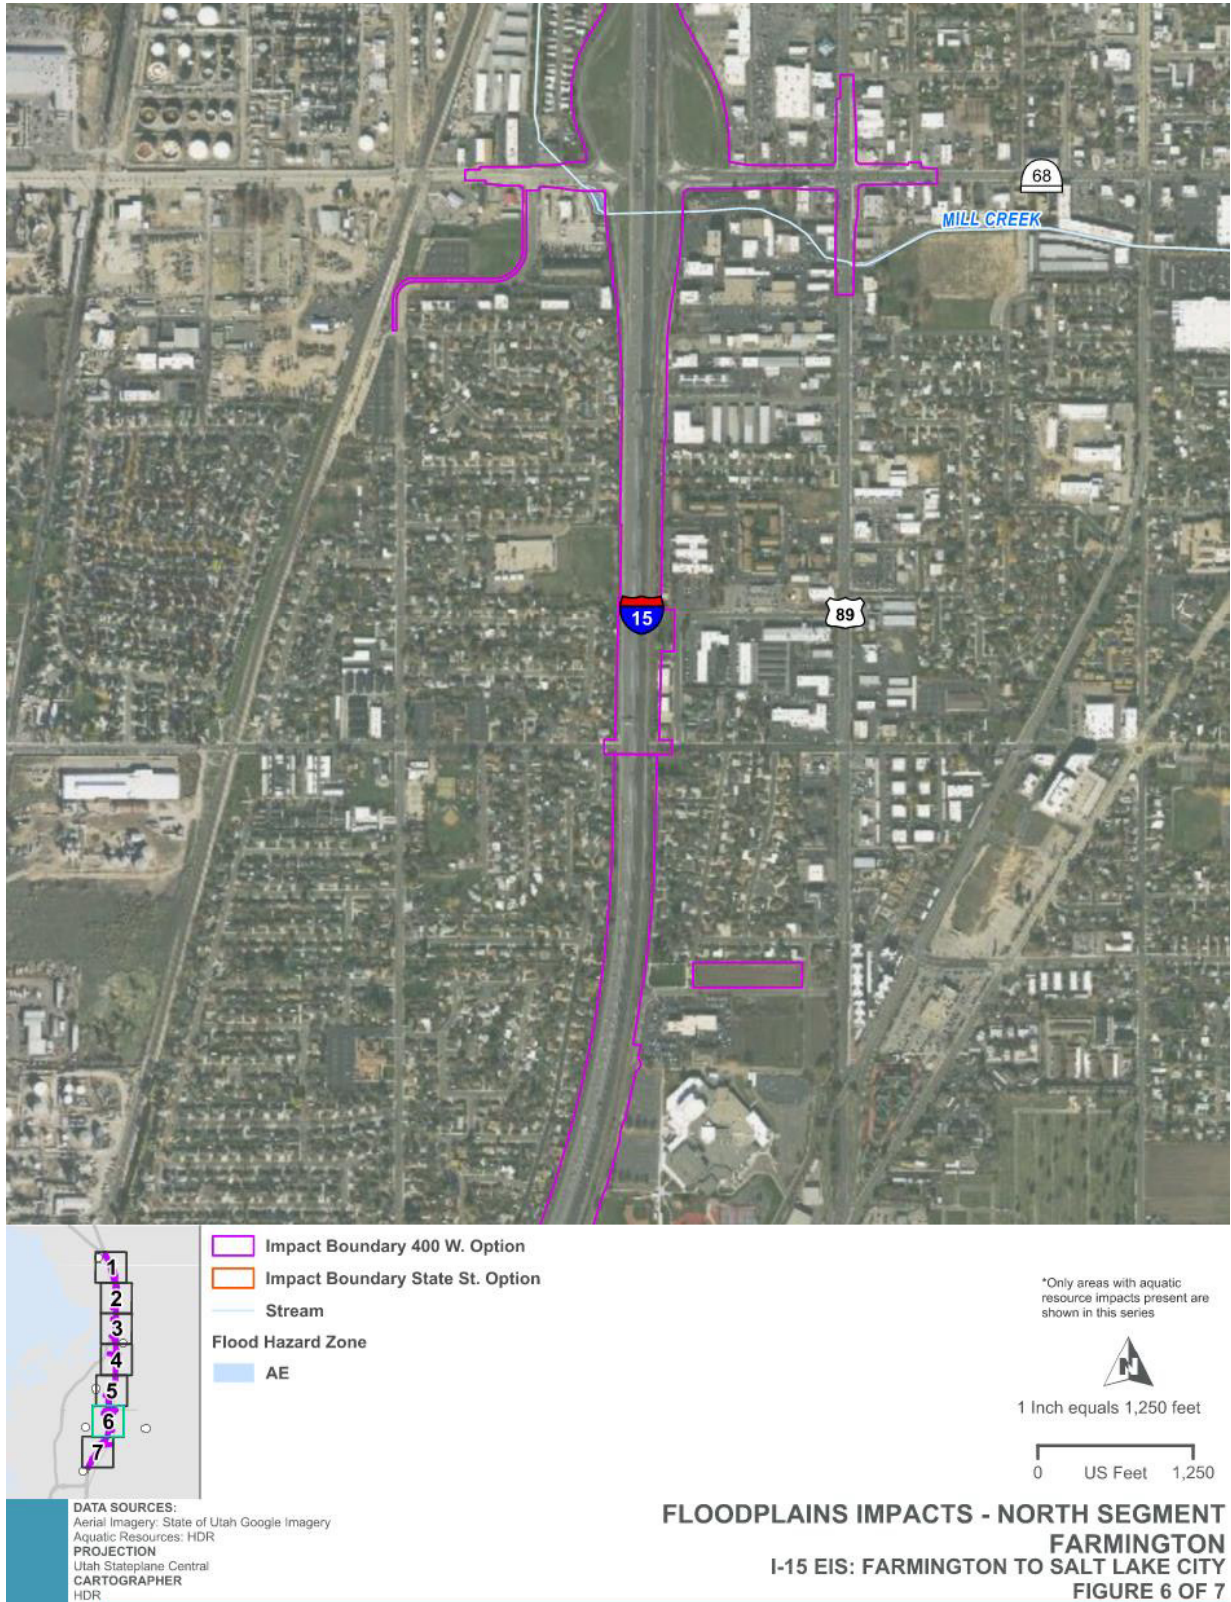 68
MILL CREEK
15
89
1
2
3
4
5
6
7
Impact Boundary 400 W. Option
Impact Boundary State St. Option
Stream
Flood Hazard Zone
AE
*Only areas with aquatic
resource impacts present are
shown in this series
N
1 Inch equals 1,250 feet
0 US Feet 1,250
DATA SOURCES:
Aerial Imagery: State of Utah Google Imagery
Aquatic Resources: HDR
PROJECTION
Utah Stateplane Central
CARTOGRAPHER
HDR
FLOODPLAINS IMPACTS - NORTH SEGMENT
FARMINGTON
I-15 EIS: FARMINGTON TO SALT LAKE CITY
FIGURE 6 OF 7